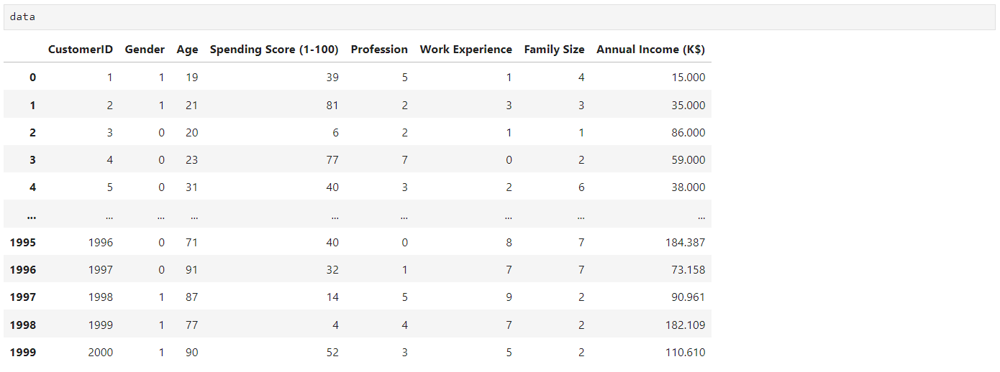 data
CustomerID Gender Age Spending Score (1-100) Profession Work Experience Family Size Annual Income (K$)
0 1 1 19 39 5 1 4 15.000
1 2 1 21 81 2 3 3 35.000
2 3 0 20 6 2 1 1 86.000
3 4 0 23 77 7 0 2 59.000
4 5 0 31 40 3 2 6 38.000
... ... ... ... ... ... ... ... ...
1995 1996 0 71 40 0 8 7 184.387
1996 1997 0 91 32 1 7 7 73.158
1997 1998 1 87 14 5 9 2 90.961
1998 1999 1 77 4 4 7 2 182.109
1999 2000 1 90 52 3 5 2 110.610